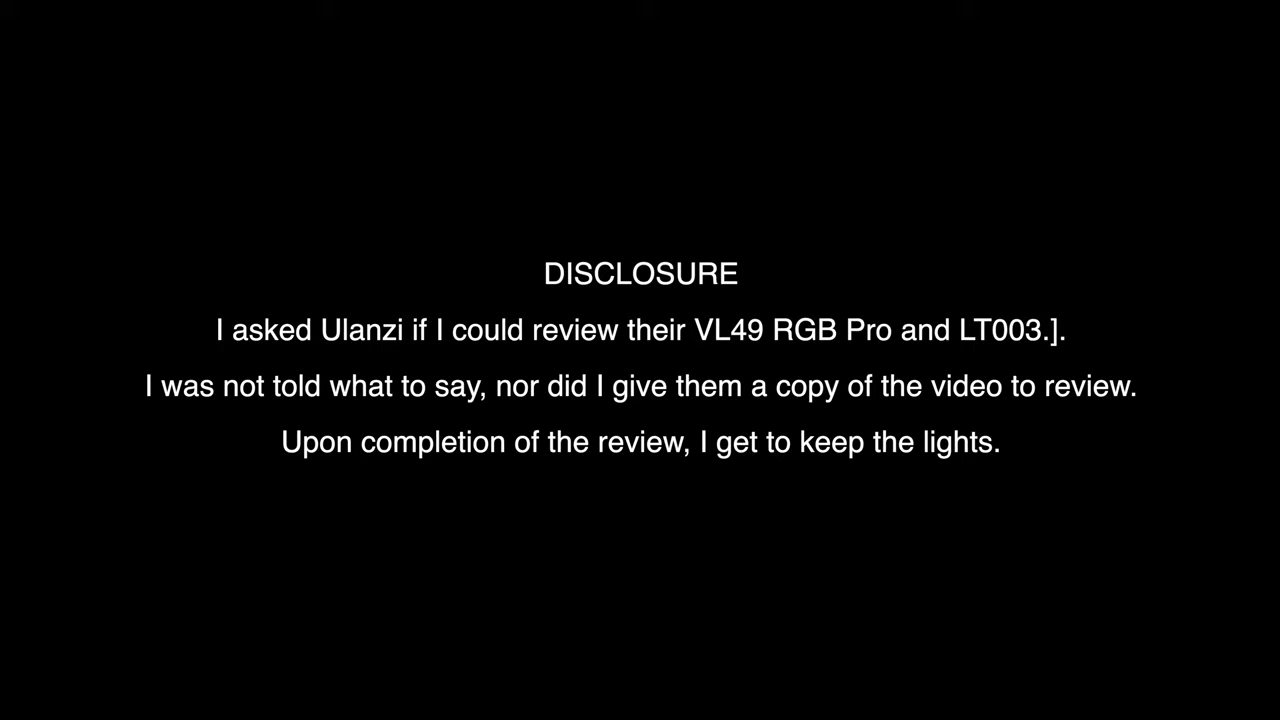 DISCLOSURE
I asked Ulanzi if I could review their VL49 RGB Pro and LT003.].
I was not told what to say, nor did I give them a copy of the video to review.
Upon completion of the review, I get to keep the lights.